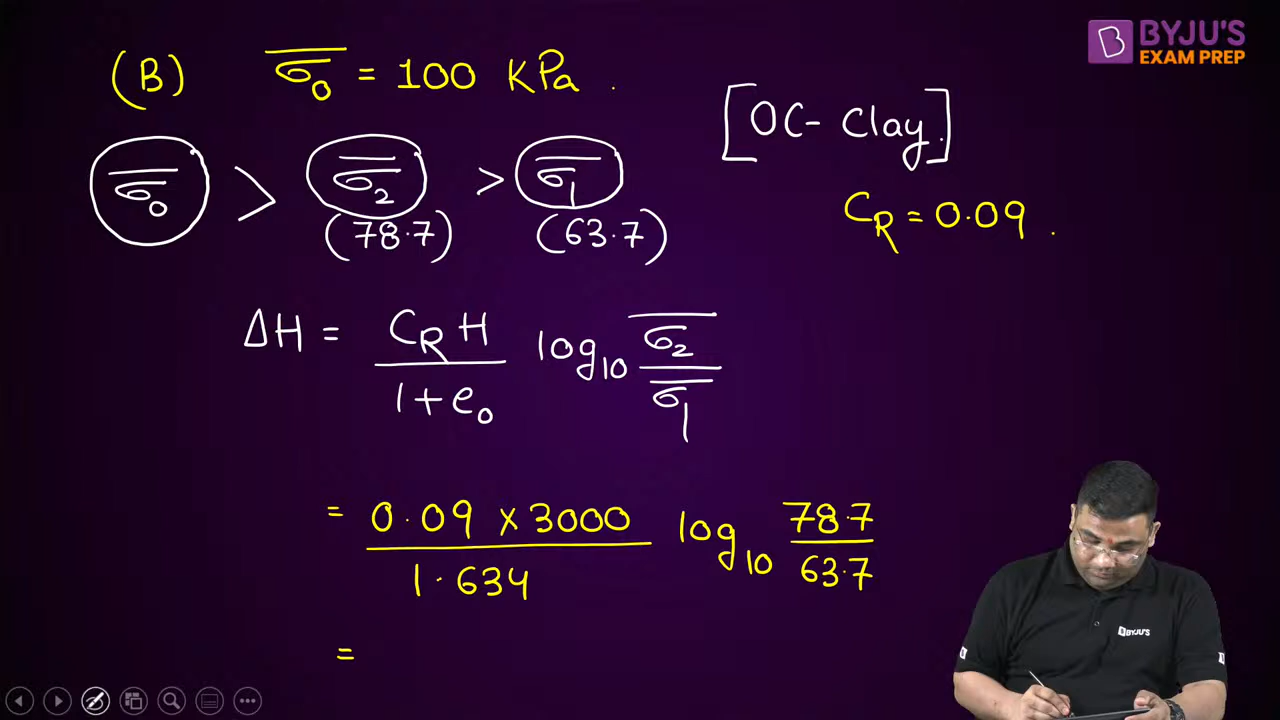 BYJU'S
EXAM PREP
(B) σ̅₀ = 100 KPa .
[OC- Clay]
σ̅₀ > σ̅₂ > σ̅₁
(78.7) (63.7)
C_R = 0.09 .
ΔH = C_R H / 1 + e₀ log₁₀ σ̅₂ / σ̅₁
= 0.09 × 3000 / 1.634 log₁₀ 78.7 / 63.7
=
BYJU'S